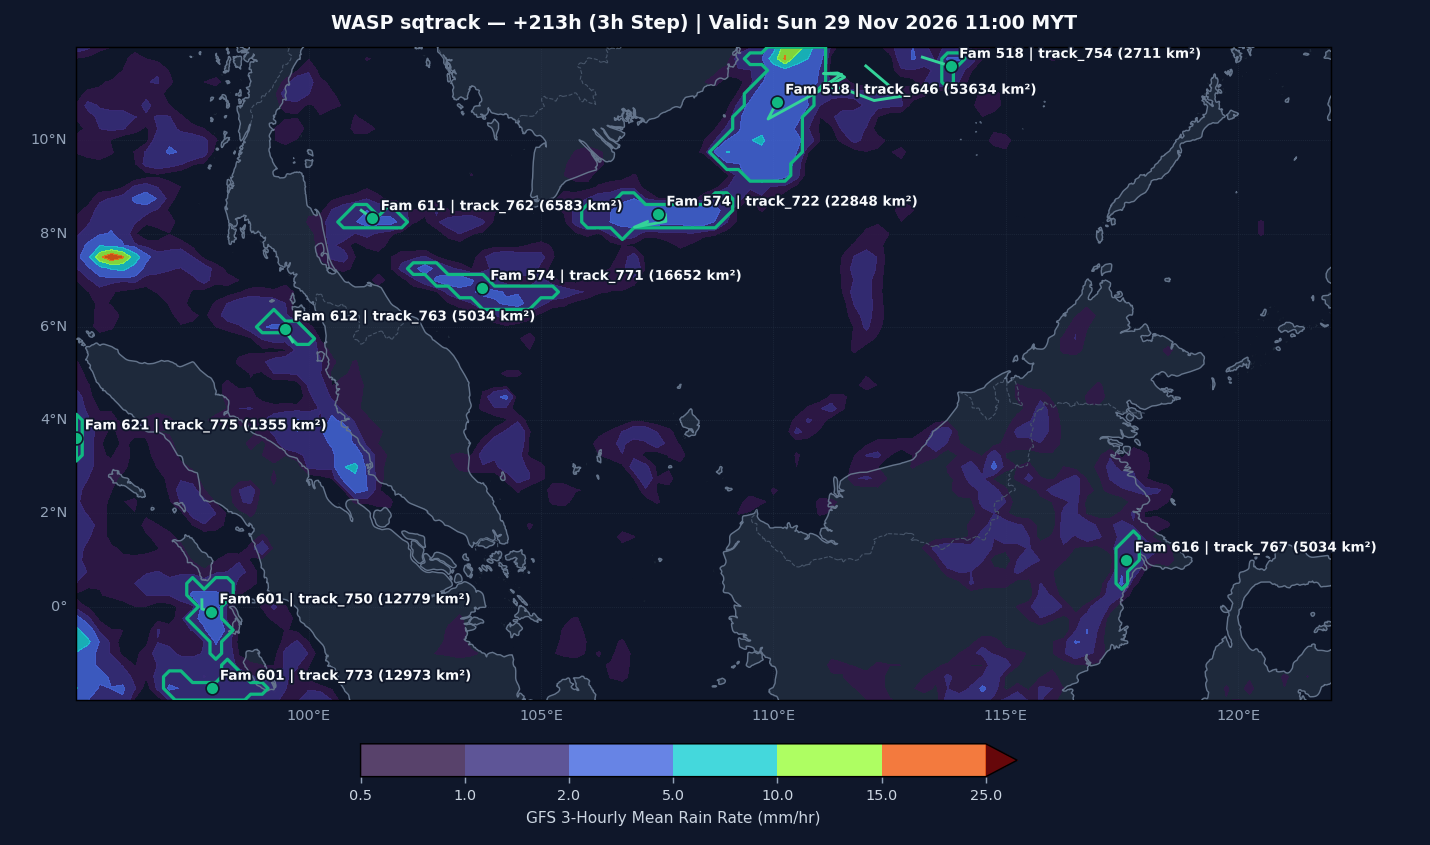 WASP sqtrack — +213h (3h Step) | Valid: Sun 29 Nov 2026 11:00 MYT
Fam 518 | track_754 (2711 km²)
Fam 518 | track_646 (53634 km²)
10°N
Fam 611 | track_762 (6583 km²)
Fam 574 | track_722 (22848 km²)
8°N
Fam 574 | track_771 (16652 km²)
Fam 612 | track_763 (5034 km²)
6°N
4°N
Fam 621 | track_775 (1355 km²)
2°N
Fam 616 | track_767 (5034 km²)
0°
Fam 601 | track_750 (12779 km²)
Fam 601 | track_773 (12973 km²)
100°E 105°E 110°E 115°E 120°E
0.5 1.0 2.0 5.0 10.0 15.0 25.0
GFS 3-Hourly Mean Rain Rate (mm/hr)